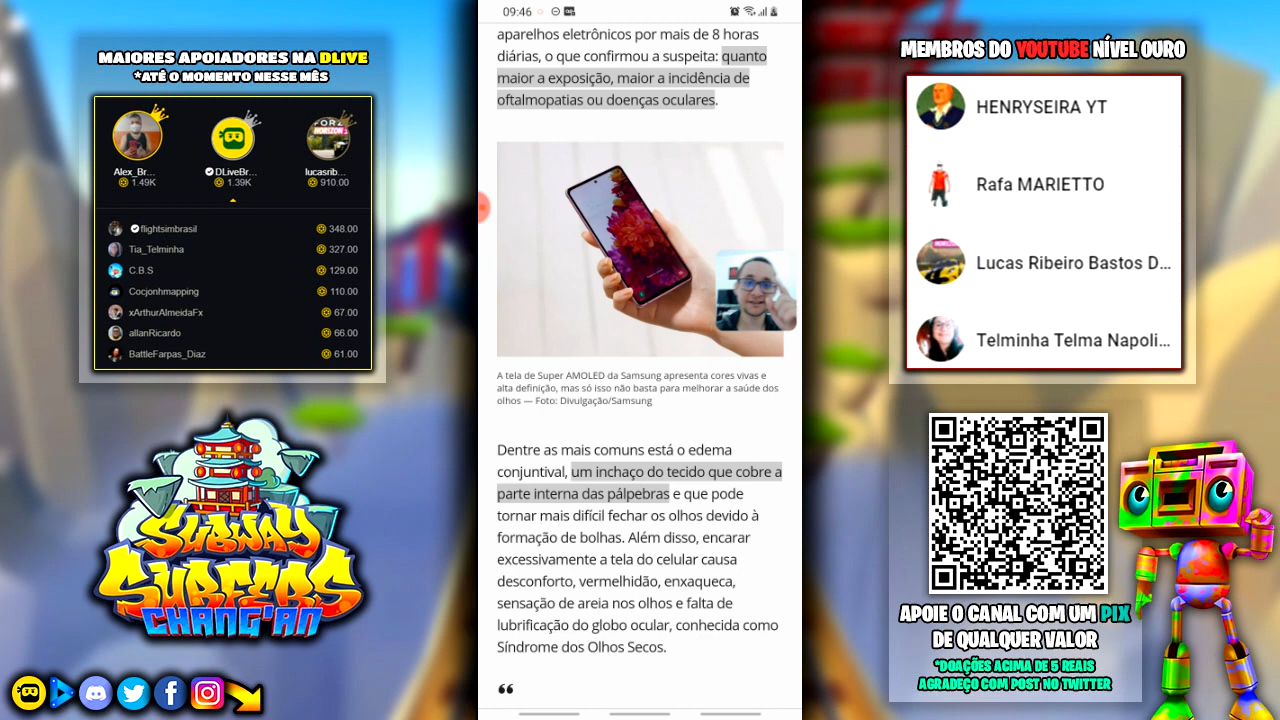 MAIORES APOIADORES NA DLIVE
*ATÉ O MOMENTO NESSE MÊS
Alex_Br...
1.49K
DLiveBr...
1.39K
lucasrib...
910.00
flightsimbrasil 348.00
Tia_Telminha 327.00
C.B.S 129.00
Cocjonhmapping 110.00
xArthurAlmeidaFx 67.00
allanRicardo 66.00
BattleFarpas_Diaz 61.00
SUBWAY
SURFERS
CHANG'AN
09:46
aparelhos eletrônicos por mais de 8 horas
diárias, o que confirmou a suspeita: quanto
maior a exposição, maior a incidência de
oftalmopatias ou doenças oculares.
A tela de Super AMOLED da Samsung apresenta cores vivas e
alta definição, mas só isso não basta para melhorar a saúde dos
olhos — Foto: Divulgação/Samsung
Dentre as mais comuns está o edema
conjuntival, um inchaço do tecido que cobre a
parte interna das pálpebras e que pode
tornar mais difícil fechar os olhos devido à
formação de bolhas. Além disso, encarar
excessivamente a tela do celular causa
desconforto, vermelhidão, enxaqueca,
sensação de areia nos olhos e falta de
lubrificação do globo ocular, conhecida como
Síndrome dos Olhos Secos.
“
MEMBROS DO YOUTUBE NÍVEL OURO
HENRYSEIRA YT
Rafa MARIETTO
Lucas Ribeiro Bastos D...
Telminha Telma Napoli...
APOIE O CANAL COM UM PIX
DE QUALQUER VALOR
*DOAÇÕES ACIMA DE 5 REAIS
AGRADEÇO COM POST NO TWITTER